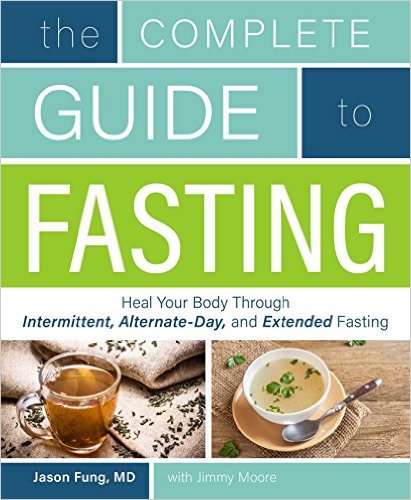 the COMPLETE
GUIDE to
FASTING
Heal Your Body Through
Intermittent, Alternate-Day, and Extended Fasting
Jason Fung, MD with Jimmy Moore